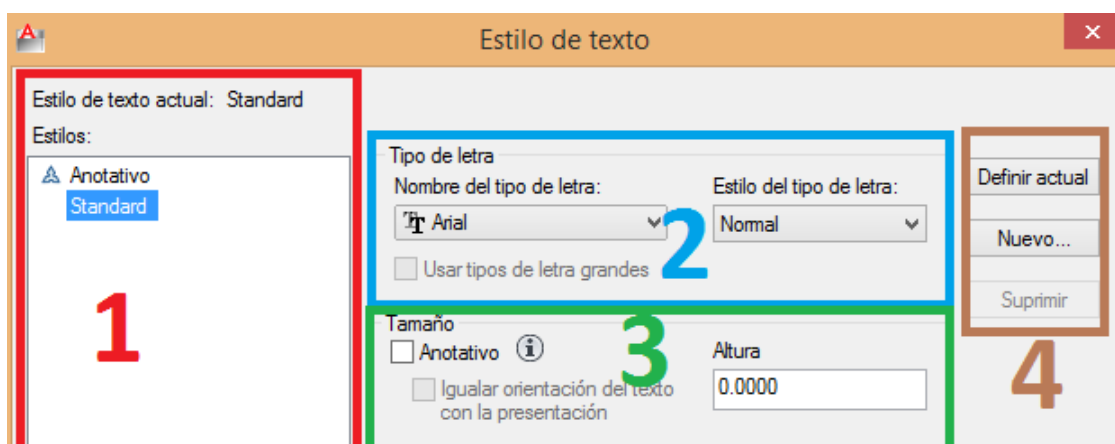 Estilo de texto
Estilo de texto actual: Standard
Estilos:
Anotativo
Standard
1
Tipo de letra
Nombre del tipo de letra:
Estilo del tipo de letra:
Arial
Normal
Usar tipos de letra grandes
2
Tamaño
Anotativo
Igualar orientación del texto
con la presentación
3
Altura
0.0000
Definir actual
Nuevo...
Suprimir
4